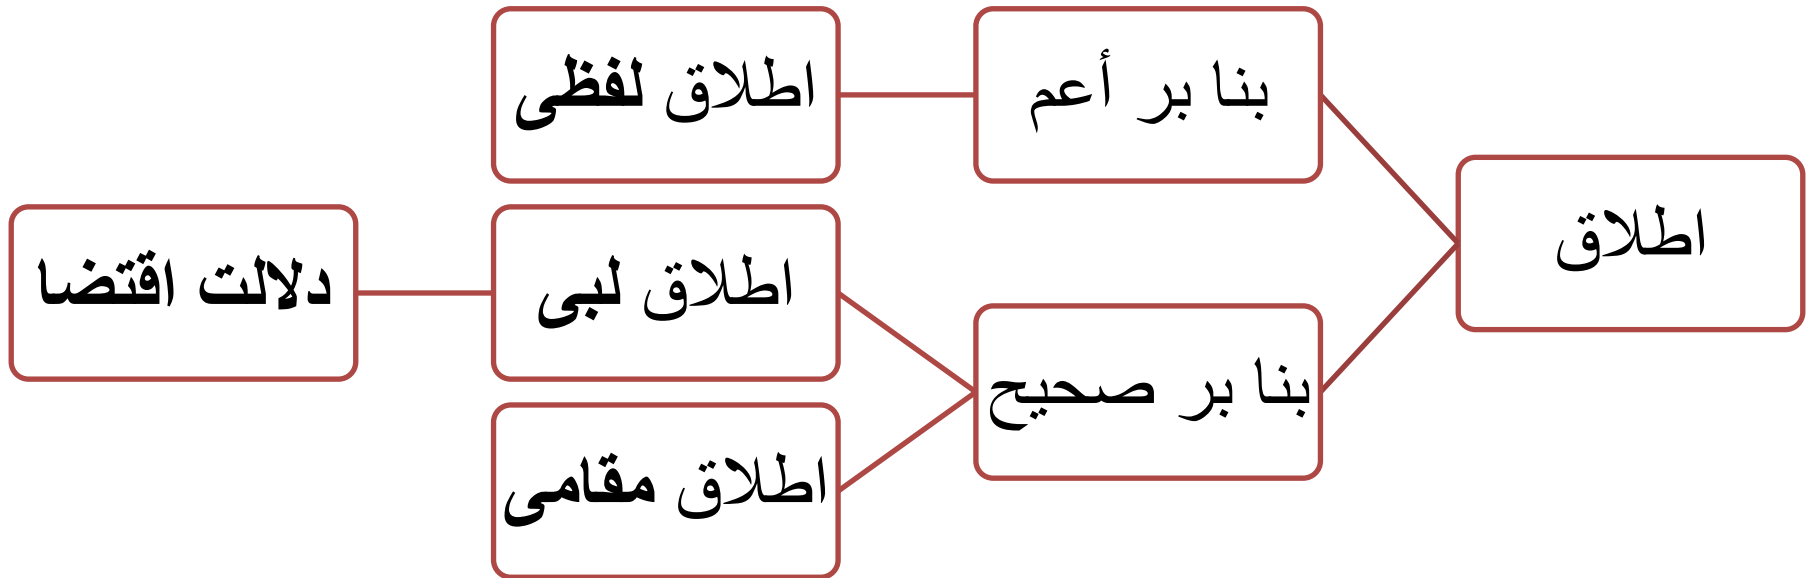 اطلاق
بنا بر أعم
اطلاق لفظی
بنا بر صحیح
اطلاق لبی
دلالت اقتضا
اطلاق مقامی